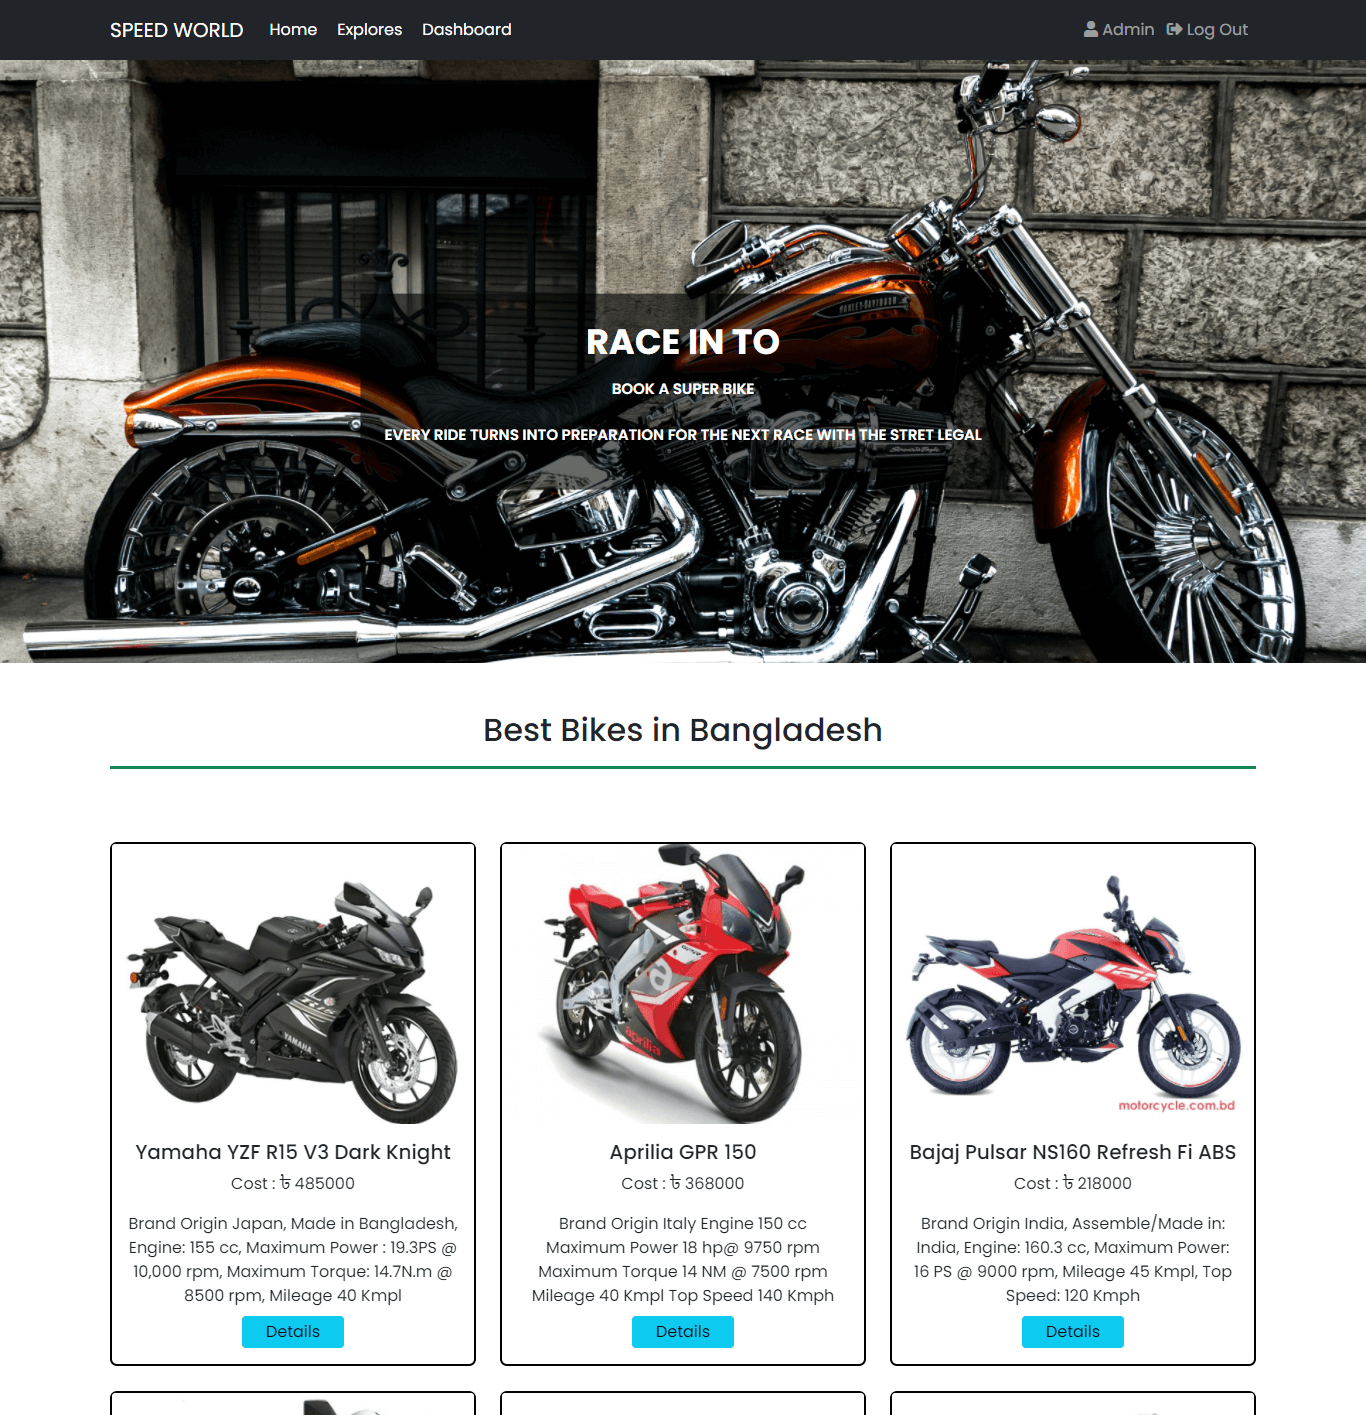 SPEED WORLD Home Explores Dashboard Admin Log Out
HARLEY-DAVIDSON
RACE IN TO
BOOK A SUPER BIKE
EVERY RIDE TURNS INTO PREPARATION FOR THE NEXT RACE WITH THE STRET LEGAL
Best Bikes in Bangladesh
YAMAHA
Yamaha YZF R15 V3 Dark Knight
Cost : ৳ 485000
Brand Origin Japan, Made in Bangladesh,
Engine: 155 cc, Maximum Power : 19.3PS @
10,000 rpm, Maximum Torque: 14.7N.m @
8500 rpm, Mileage 40 Kmpl
Details
GPR
a
aprilia
Aprilia GPR 150
Cost : ৳ 368000
Brand Origin Italy Engine 150 cc
Maximum Power 18 hp@ 9750 rpm
Maximum Torque 14 NM @ 7500 rpm
Mileage 40 Kmpl Top Speed 140 Kmph
Details
motorcycle.com.bd
Bajaj Pulsar NS160 Refresh Fi ABS
Cost : ৳ 218000
Brand Origin India, Assemble/Made in:
India, Engine: 160.3 cc, Maximum Power:
16 PS @ 9000 rpm, Mileage 45 Kmpl, Top
Speed: 120 Kmph
Details